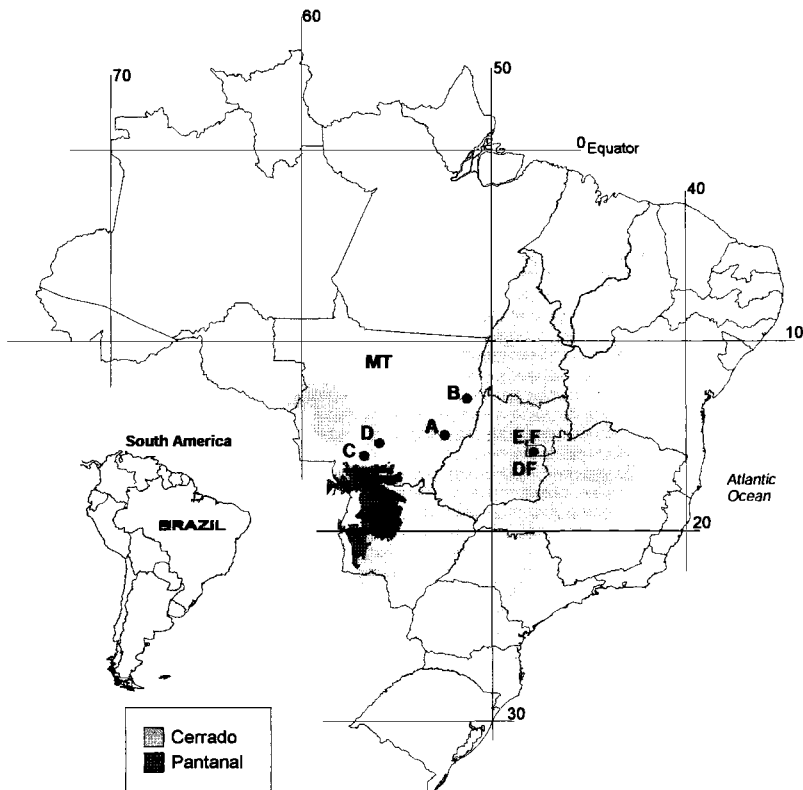 60
70
50
0 Equator
40
10
MT
B
A
D
C
E,F
DF
South America
BRAZIL
Atlantic
Ocean
20
30
Cerrado
Pantanal